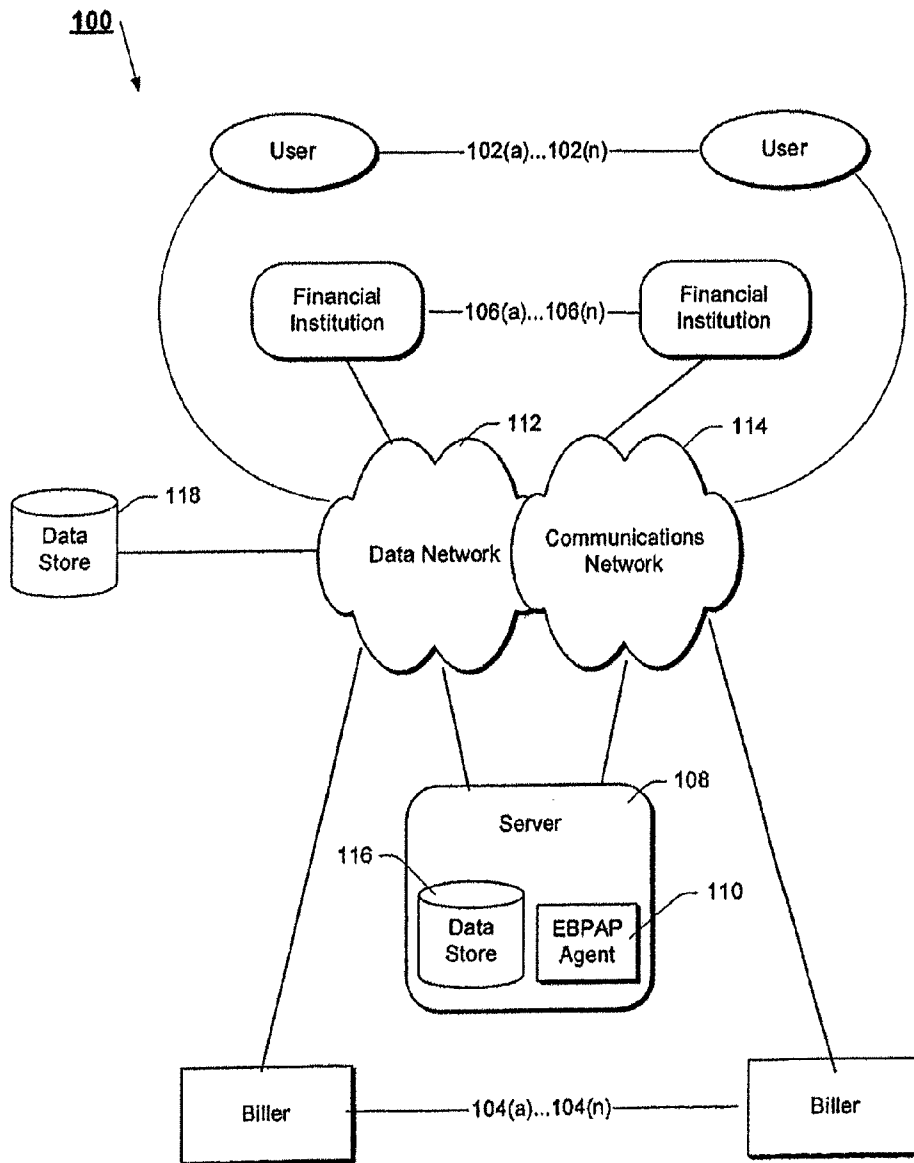 100
User
102(a)...102(n)
User
Financial
Institution
106(a)...106(n)
Financial
Institution
112
114
118
Data
Store
Data Network
Communications
Network
108
Server
116
110
Data
Store
EBPAP
Agent
Biller
104(a)...104(n)
Biller